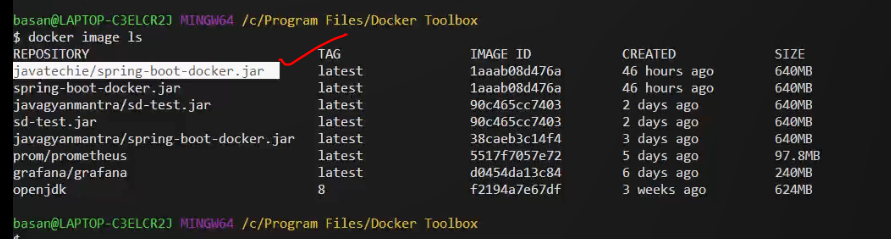 basan@LAPTOP-C3ELCR2J MINGW64 /c/Program Files/Docker Toolbox
$ docker image ls
REPOSITORY TAG IMAGE ID CREATED SIZE
javatechie/spring-boot-docker.jar latest 1aaab08d476a 46 hours ago 640MB
spring-boot-docker.jar latest 1aaab08d476a 46 hours ago 640MB
javagyanmantra/sd-test.jar latest 90c465cc7403 2 days ago 640MB
sd-test.jar latest 90c465cc7403 2 days ago 640MB
javagyanmantra/spring-boot-docker.jar latest 38caeb3c14f4 3 days ago 640MB
prom/prometheus latest 5517f7057e72 5 days ago 97.8MB
grafana/grafana latest d0454da13c84 6 days ago 240MB
openjdk 8 f2194a7e67df 3 weeks ago 624MB
basan@LAPTOP-C3ELCR2J MINGW64 /c/Program Files/Docker Toolbox
$